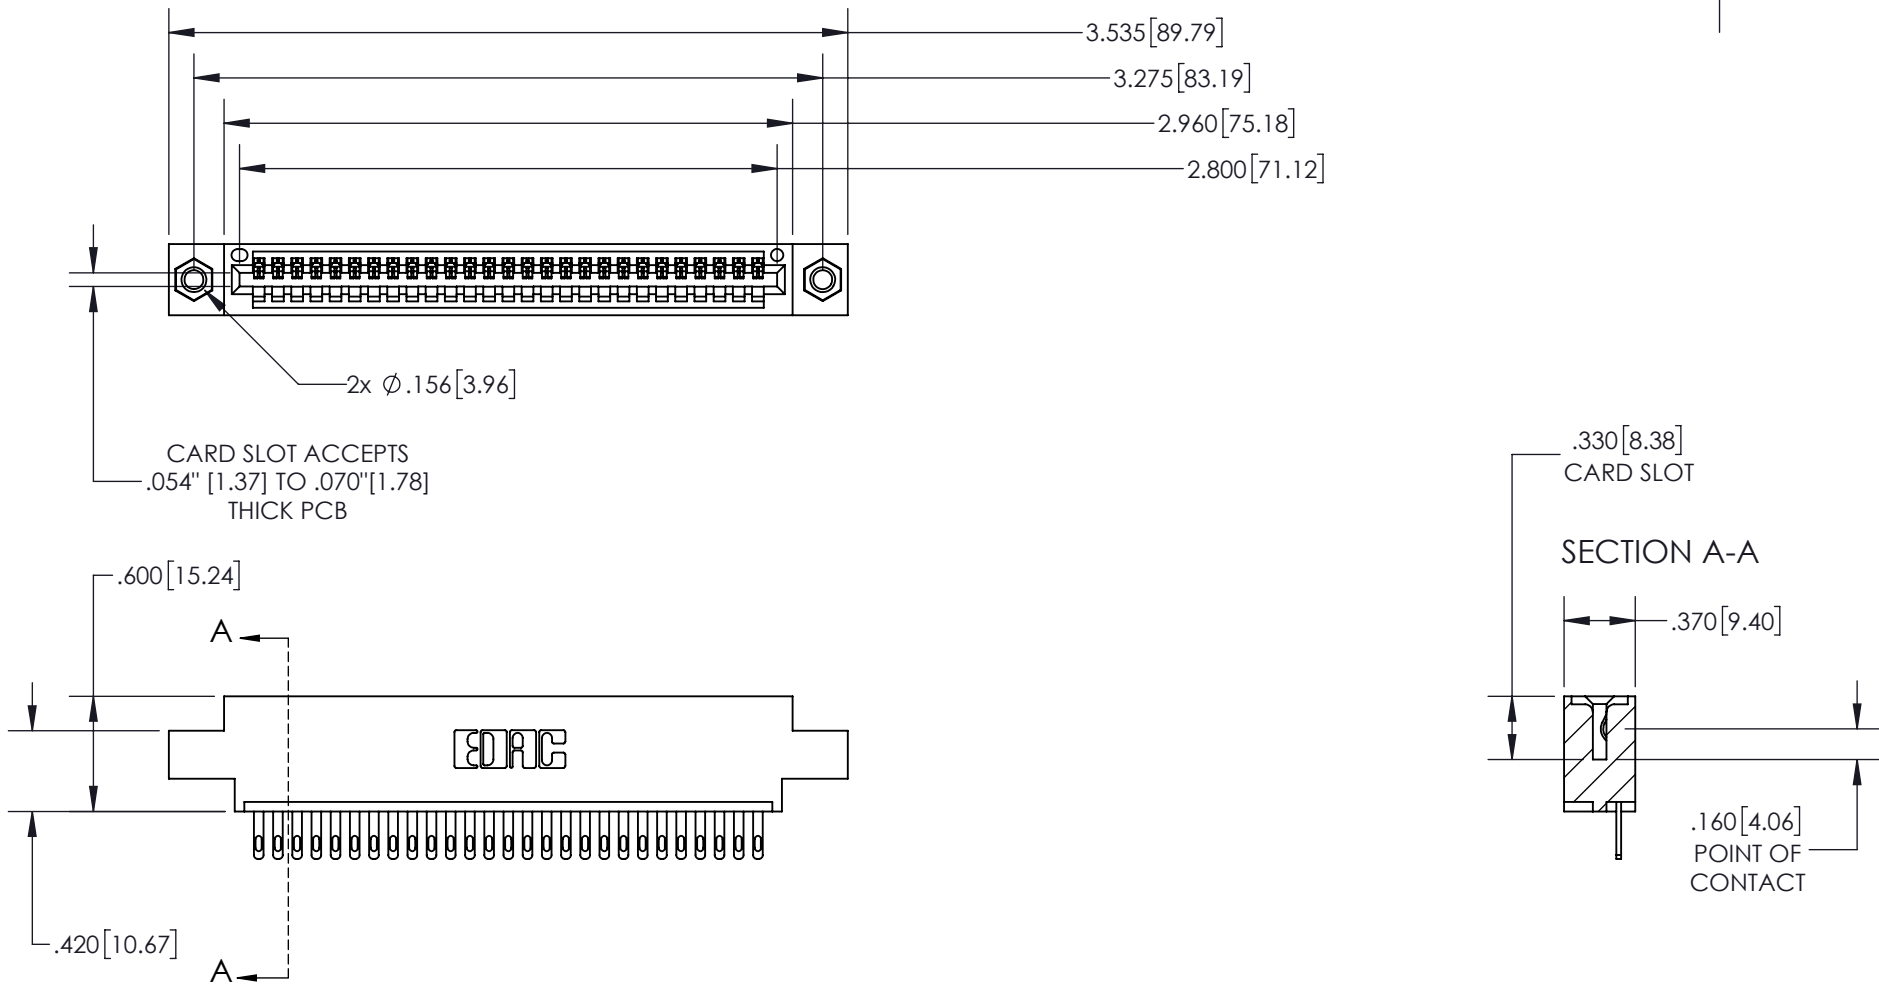 3.535[89.79]
3.275[83.19]
2.960[75.18]
2.800[71.12]
2x Ø.156[3.96]
CARD SLOT ACCEPTS
.054" [1.37] TO .070"[1.78]
THICK PCB
.330[8.38]
CARD SLOT
SECTION A-A
.600[15.24]
.370[9.40]
A
EDAC
.160[4.06]
POINT OF
CONTACT
.420[10.67]
A